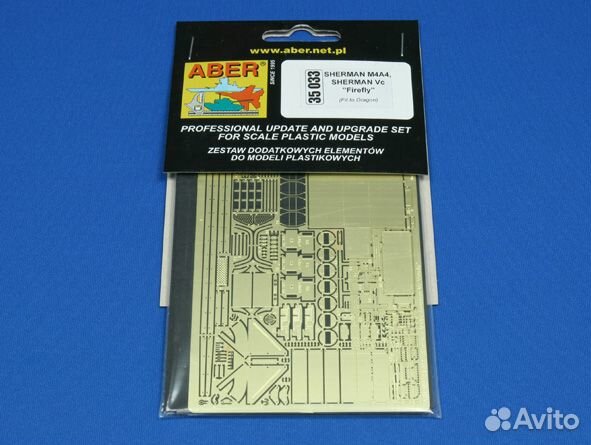 www.aber.net.pl
ABER®
SINCE 1995
35 033
SHERMAN M4A4,
SHERMAN Vc
"Firefly"
(Fit to Dragon)
PROFESSIONAL UPDATE AND UPGRADE SET
FOR SCALE PLASTIC MODELS
ZESTAW DODATKOWYCH ELEMENTÓW
DO MODELI PLASTIKOWYCH
Avito